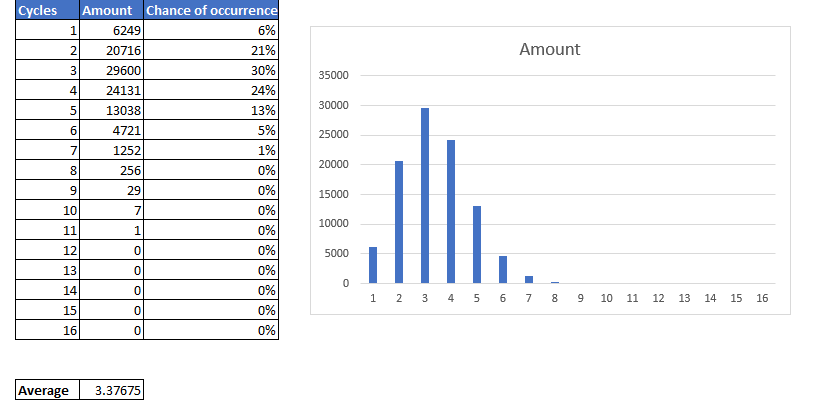 Cycles Amount Chance of occurrence
1 6249 6%
2 20716 21%
3 29600 30%
4 24131 24%
5 13038 13%
6 4721 5%
7 1252 1%
8 256 0%
9 29 0%
10 7 0%
11 1 0%
12 0 0%
13 0 0%
14 0 0%
15 0 0%
16 0 0%
Average 3.37675
Amount
35000
30000
25000
20000
15000
10000
5000
0
1 2 3 4 5 6 7 8 9 10 11 12 13 14 15 16